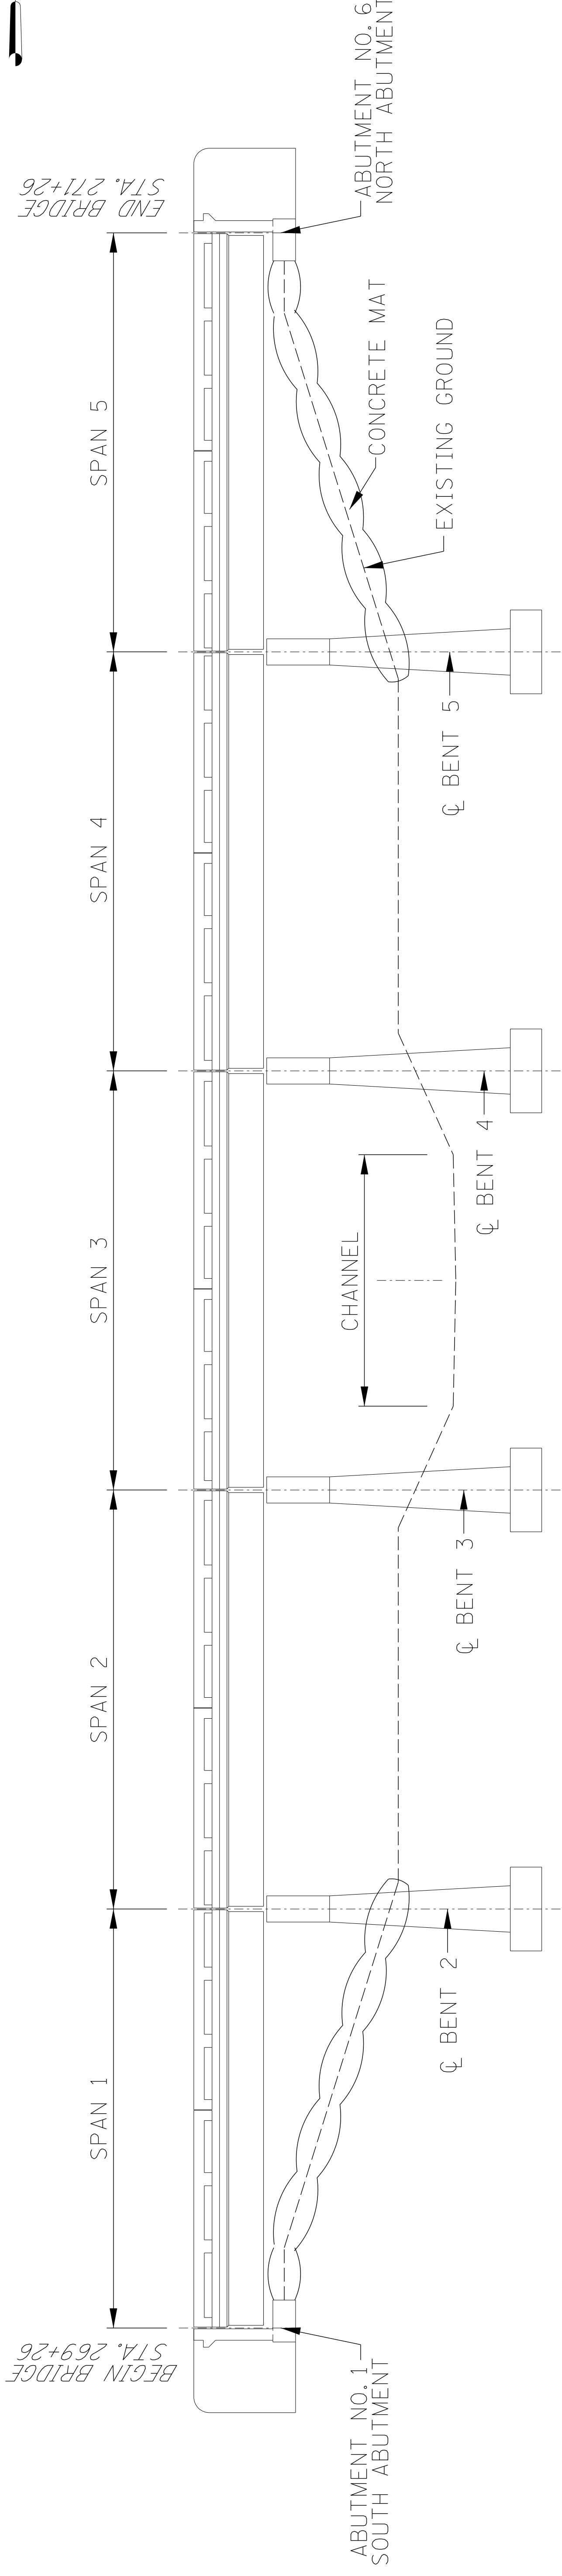 BEGIN BRIDGE
STA. 269+26
END BRIDGE
STA. 271+26
SPAN 1
SPAN 2
SPAN 3
SPAN 4
SPAN 5
ABUTMENT NO. 1
SOUTH ABUTMENT
℄ BENT 2
℄ BENT 3
CHANNEL
℄ BENT 4
℄ BENT 5
CONCRETE MAT
EXISTING GROUND
ABUTMENT NO. 6
NORTH ABUTMENT